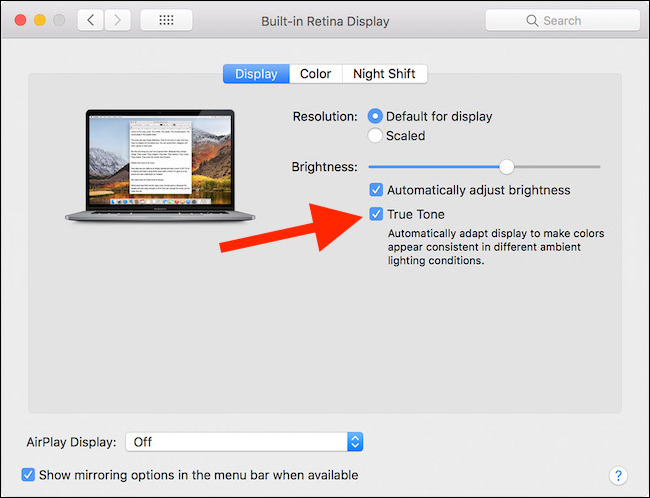 Built-in Retina Display
Search
Display Color Night Shift
Resolution: Default for display
Scaled
Brightness:
Automatically adjust brightness
True Tone
Automatically adapt display to make colors
appear consistent in different ambient
lighting conditions.
AirPlay Display: Off
Show mirroring options in the menu bar when available
?